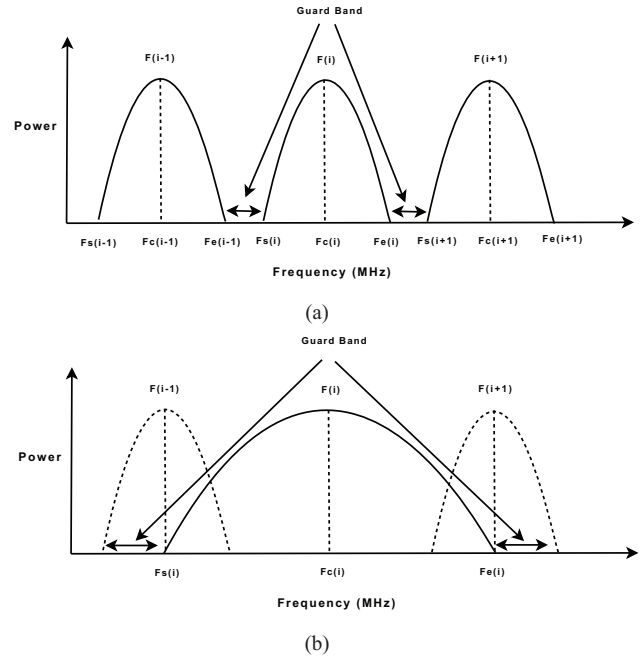 Guard Band
F(i-1) F(i) F(i+1)
Power
Fs(i-1) Fc(i-1) Fe(i-1) Fs(i) Fc(i) Fe(i) Fs(i+1) Fc(i+1) Fe(i+1)
Frequency (MHz)
(a)
Guard Band
F(i-1) F(i) F(i+1)
Power
Fs(i) Fc(i) Fe(i)
Frequency (MHz)
(b)